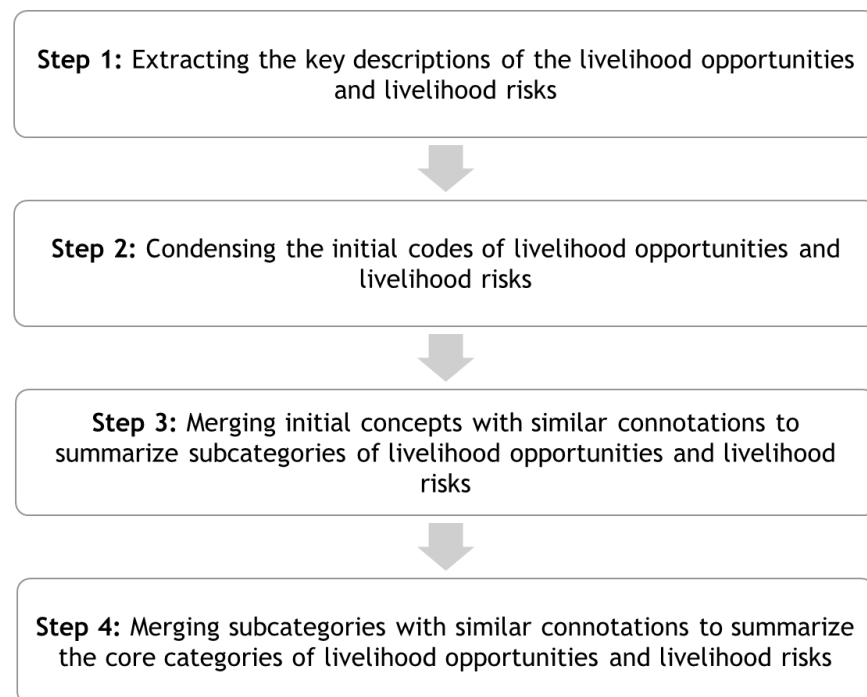 Step 1: Extracting the key descriptions of the livelihood opportunities
and livelihood risks
Step 2: Condensing the initial codes of livelihood opportunities and
livelihood risks
Step 3: Merging initial concepts with similar connotations to
summarize subcategories of livelihood opportunities and livelihood
risks
Step 4: Merging subcategories with similar connotations to summarize
the core categories of livelihood opportunities and livelihood risks